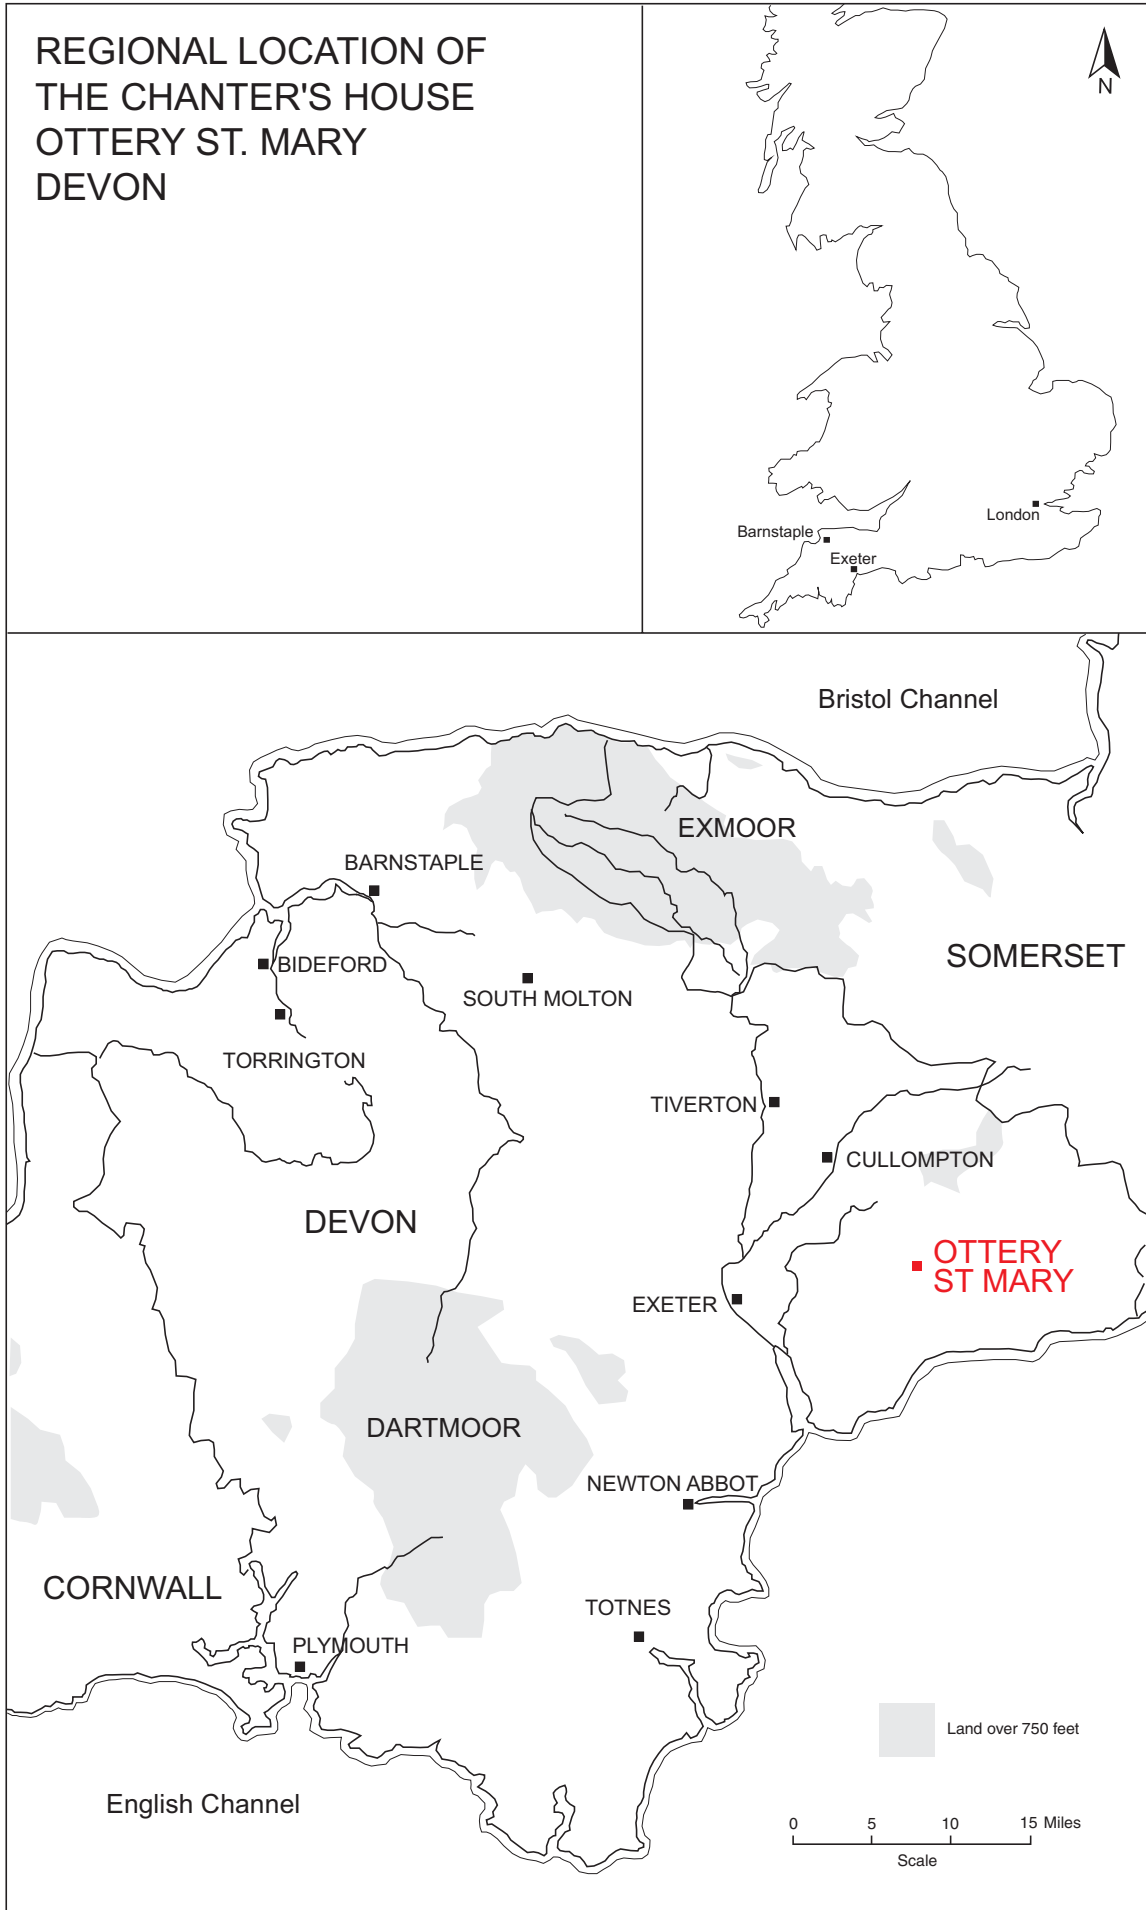 REGIONAL LOCATION OF
THE CHANTER'S HOUSE
OTTERY ST. MARY
DEVON
N
London
Barnstaple
Exeter
Bristol Channel
EXMOOR
BARNSTAPLE
SOMERSET
BIDEFORD
SOUTH MOLTON
TORRINGTON
TIVERTON
CULLOMPTON
DEVON
OTTERY
ST MARY
EXETER
DARTMOOR
NEWTON ABBOT
CORNWALL
TOTNES
PLYMOUTH
Land over 750 feet
English Channel
0 5 10 15 Miles
Scale